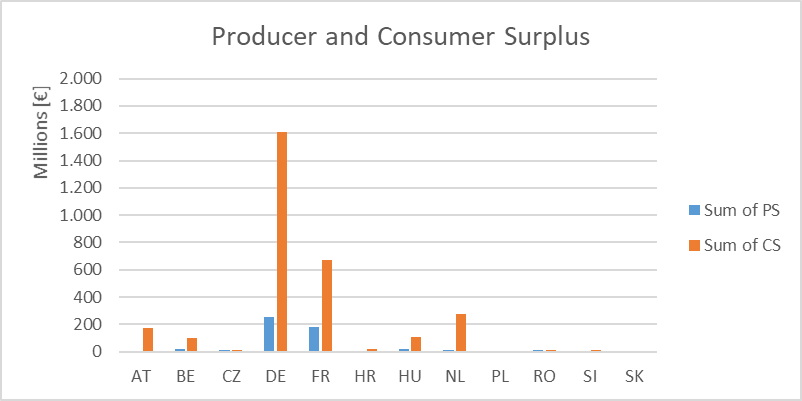 Producer and Consumer Surplus
Millions [€]
2.000
1.800
1.600
1.400
1.200
1.000
800
600
400
200
0
AT BE CZ DE FR HR HU NL PL RO SI SK
Sum of PS
Sum of CS